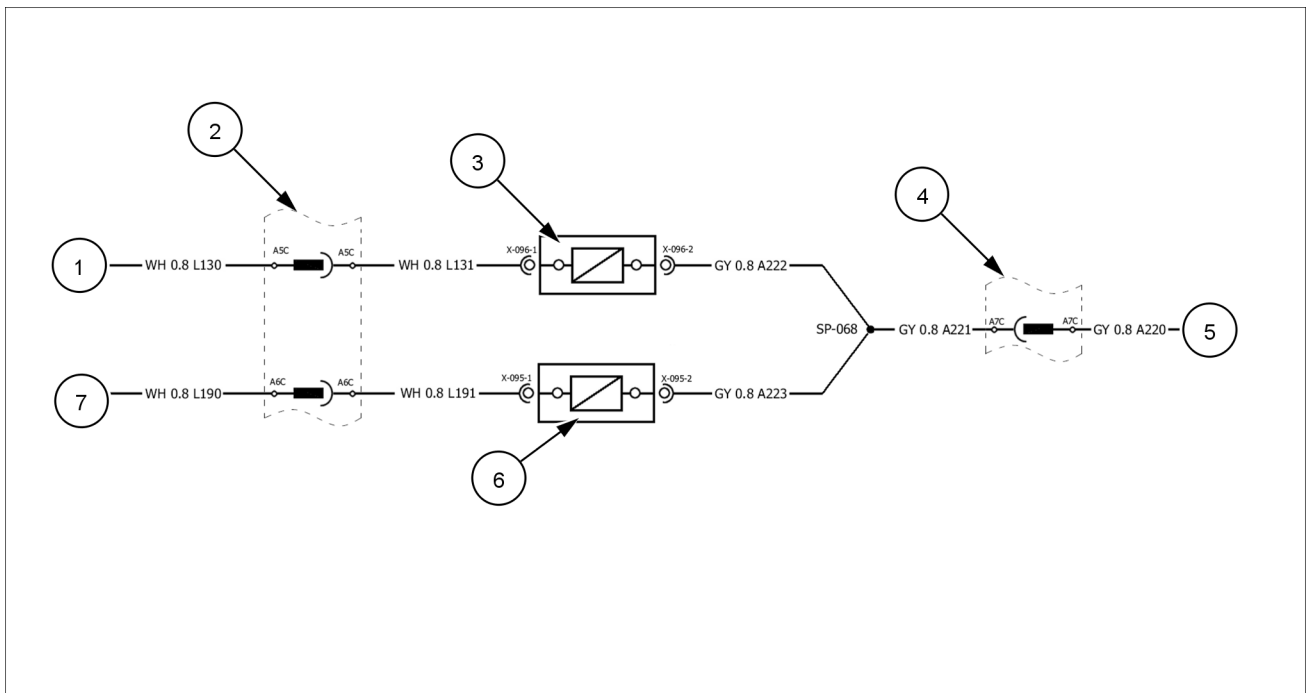 2
3
4
A5C A5C X-096-1 X-096-2
1 WH 0.8 L130 WH 0.8 L131 GY 0.8 A222
A7C A7C
SP-068 GY 0.8 A221 GY 0.8 A220 5
A6C A6C X-095-1 X-095-2
7 WH 0.8 L190 WH 0.8 L191 GY 0.8 A223
6